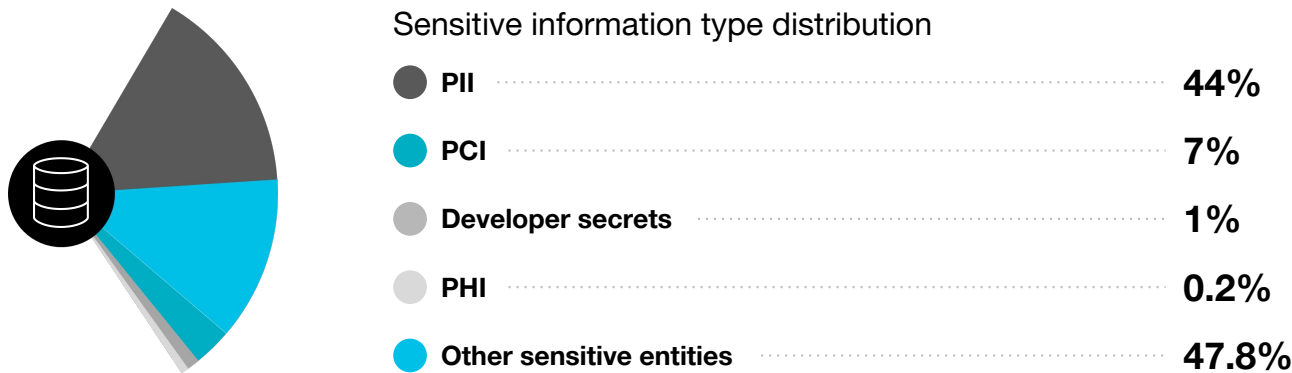 Sensitive information type distribution
PII 44%
PCI 7%
Developer secrets 1%
PHI 0.2%
Other sensitive entities 47.8%